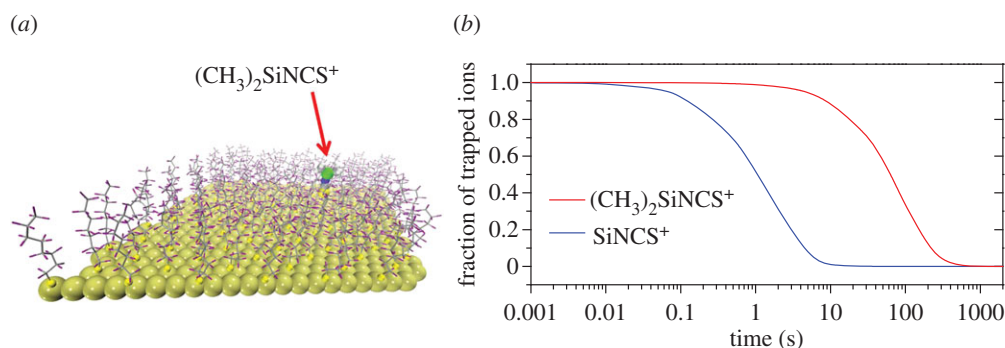 (a)
(CH₃)₂SiNCS⁺
(b)
fraction of trapped ions
1.0
0.8
0.6
0.4
0.2
0
(CH₃)₂SiNCS⁺
SiNCS⁺
0.001 0.01 0.1 1 10 100 1000
time (s)